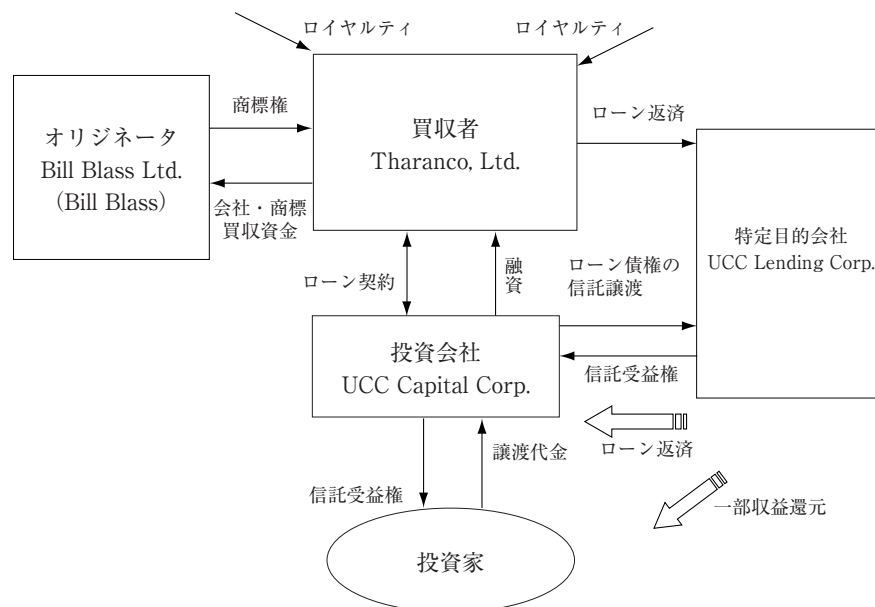 ロイヤルティ
ロイヤルティ
オリジネータ
Bill Blass Ltd.
(Bill Blass)
商標権
会社・商標
買収資金
買収者
Tharanco, Ltd.
ローン返済
特定目的会社
UCC Lending Corp.
ローン契約
融資
ローン債権の
信託譲渡
投資会社
UCC Capital Corp.
信託受益権
ローン返済
信託受益権
譲渡代金
一部収益還元
投資家